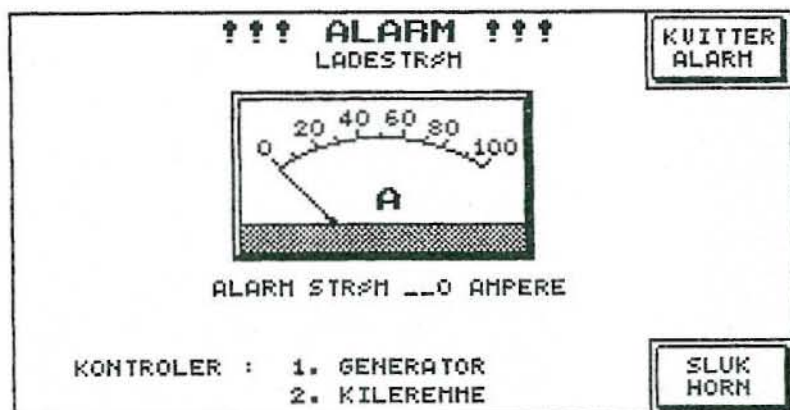 !!! ALARM !!!
LADESTRØM
KVITTER
ALARM
0 20 40 60 80 100
A
ALARM STRØM __0 AMPERE
KONTROLER : 1. GENERATOR
2. KILEREMME
SLUK
HORN